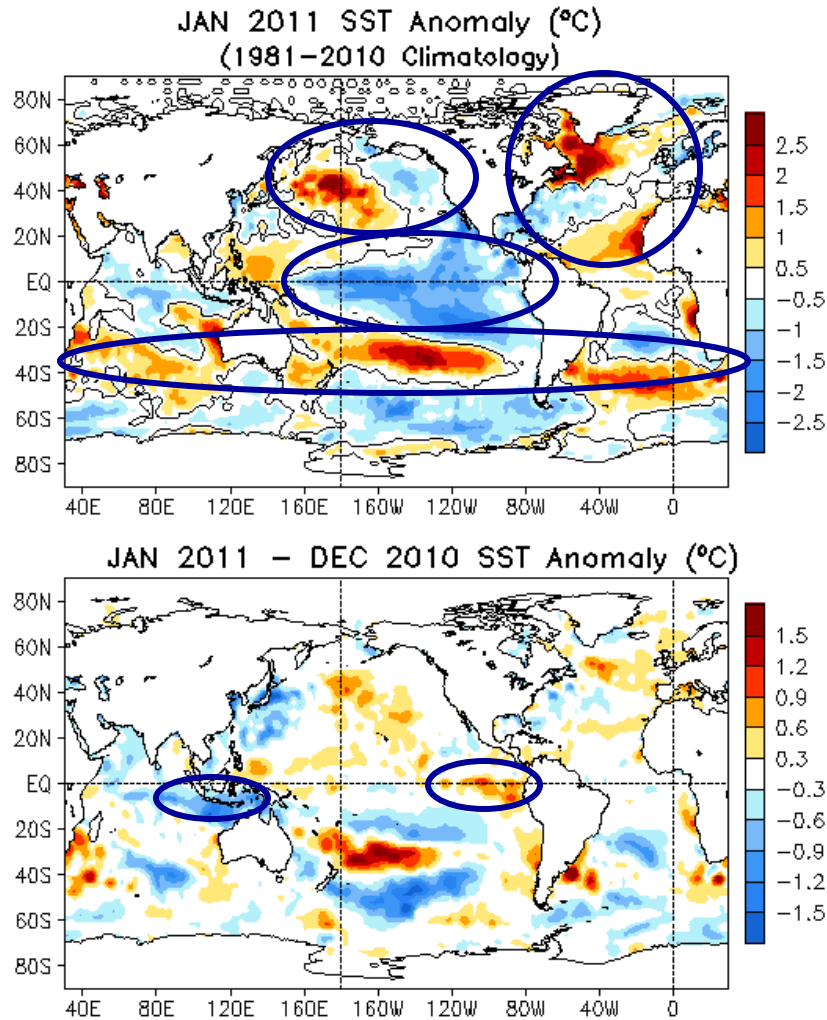 JAN 2011 SST Anomaly (°C)
(1981−2010 Climatology)
80N
60N
40N
20N
EQ
20S
40S
60S
80S
40E 80E 120E 160E 160W 120W 80W 40W 0
2.5
2
1.5
1
0.5
−0.5
−1
−1.5
−2
−2.5
JAN 2011 − DEC 2010 SST Anomaly (°C)
80N
60N
40N
20N
EQ
20S
40S
60S
80S
40E 80E 120E 160E 160W 120W 80W 40W 0
1.5
1.2
0.9
0.6
0.3
−0.3
−0.6
−0.9
−1.2
−1.5